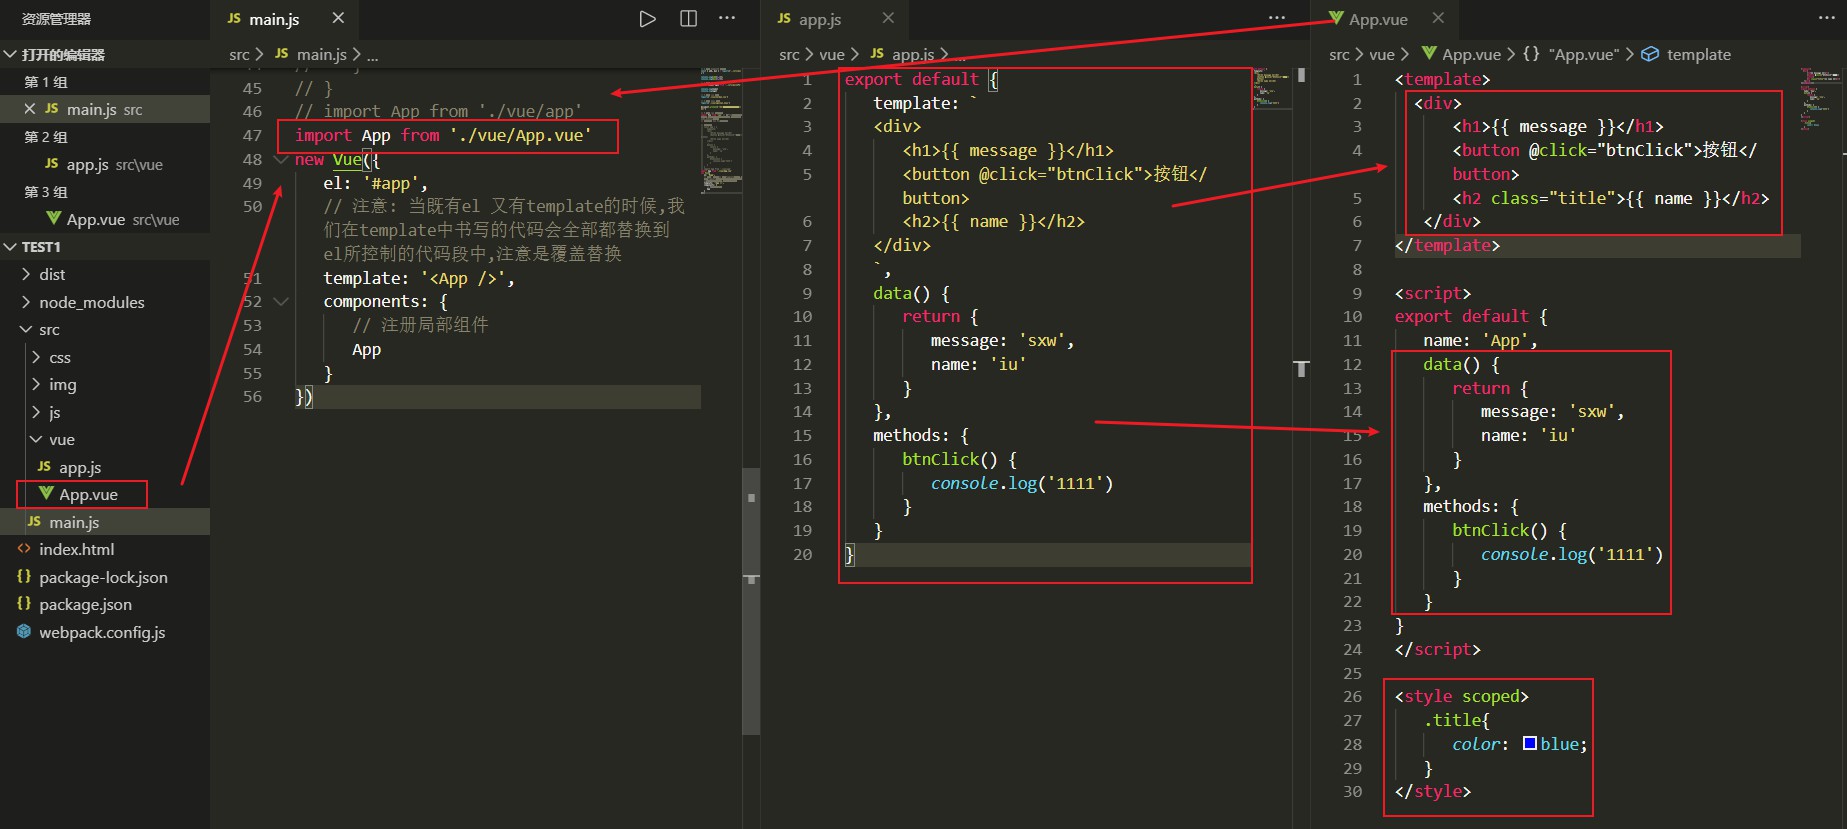 资源管理器
打开的编辑器
第 1 组
main.js src
第 2 组
JS app.js src\vue
第 3 组
App.vue src\vue
TEST1
dist
node_modules
src
css
img
js
vue
JS app.js
App.vue
JS main.js
index.html
package-lock.json
package.json
webpack.config.js
JS main.js
src > JS main.js > ...
45 // }
46 // import App from './vue/app'
47 import App from './vue/App.vue'
48 new Vue({
49 el: '#app',
50 // 注意: 当既有el 又有template的时候,我
们在template中书写的代码会全部都替换到
el所控制的代码段中,注意是覆盖替换
51 template: '<App />',
52 components: {
53 // 注册局部组件
54 App
55 }
56 })
JS app.js
src > vue > JS app.js > ...
1 export default {
2 template: `
3 <div>
4 <h1>{{ message }}</h1>
5 <button @click="btnClick">按钮</
button>
6 <h2>{{ name }}</h2>
7 </div>
8 `,
9 data() {
10 return {
11 message: 'sxw',
12 name: 'iu'
13 }
14 },
15 methods: {
16 btnClick() {
17 console.log('1111')
18 }
19 }
20 }
App.vue
src > vue > App.vue > {} "App.vue" > template
1 <template>
2 <div>
3 <h1>{{ message }}</h1>
4 <button @click="btnClick">按钮</
button>
5 <h2 class="title">{{ name }}</h2>
6 </div>
7 </template>
8
9 <script>
10 export default {
11 name: 'App',
12 data() {
13 return {
14 message: 'sxw',
15 name: 'iu'
16 }
17 },
18 methods: {
19 btnClick() {
20 console.log('1111')
21 }
22 }
23 }
24 </script>
25
26 <style scoped>
27 .title{
28 color: blue;
29 }
30 </style>